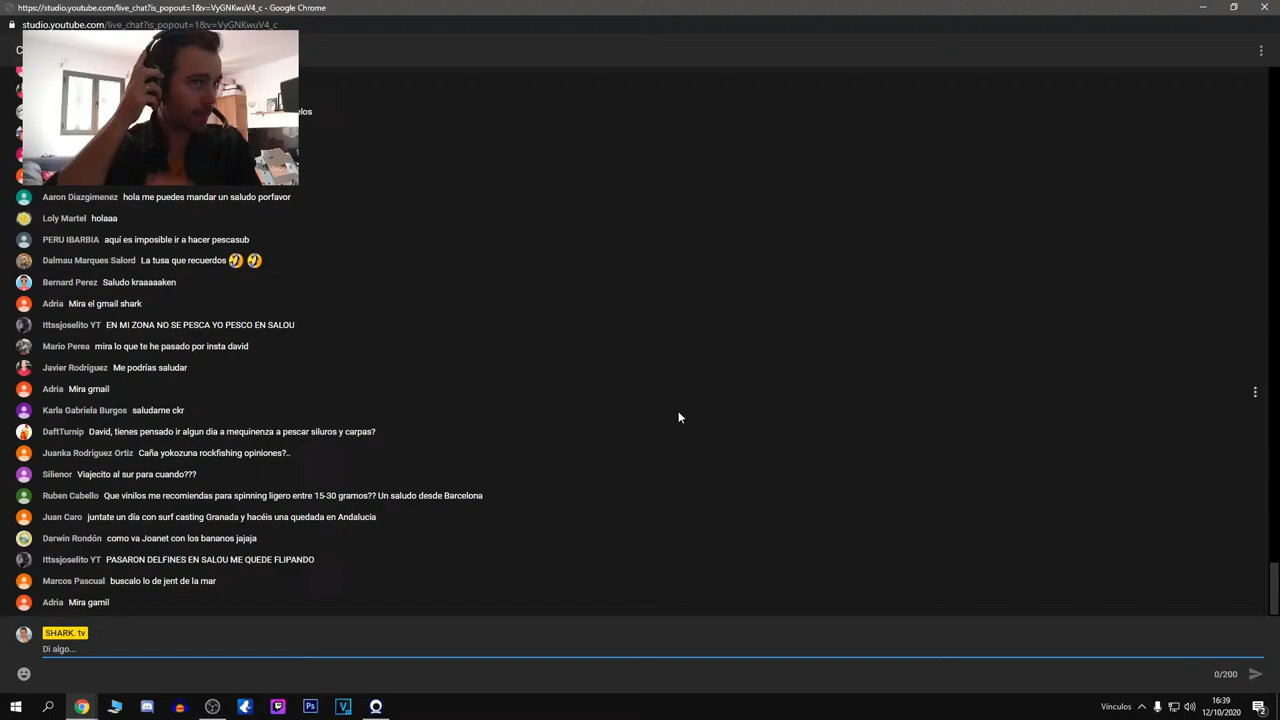 https://studio.youtube.com/live_chat?is_popout=1&v=VyGNKwuV4_c - Google Chrome
studio.youtube.com/live_chat?is_popout=1&v=VyGNKwuV4_c
elos
Aaron Diazgimenez hola me puedes mandar un saludo porfavor
Loly Martel holaaa
PERU IBARBIA aquí es imposible ir a hacer pescasub
Dalmau Marques Salord La tusa que recuerdos 🤣 🤣
Bernard Perez Saludo kraaaaaken
Adria Mira el gmail shark
Ittssjoselito YT EN MI ZONA NO SE PESCA YO PESCO EN SALOU
Mario Perea mira lo que te he pasado por insta david
Javier Rodríguez Me podrías saludar
Adria Mira gmail
Karla Gabriela Burgos saludame ckr
DaftTurnip David, tienes pensado ir algun dia a mequinenza a pescar siluros y carpas?
Juanka Rodriguez Ortiz Caña yokozuna rockfishing opiniones?..
Silienor Viajecito al sur para cuando???
Ruben Cabello Que vinilos me recomiendas para spinning ligero entre 15-30 gramos?? Un saludo desde Barcelona
Juan Caro juntate un día con surf casting Granada y hacéis una quedada en Andalucia
Darwin Rondón como va Joanet con los bananos jajaja
Ittssjoselito YT PASARON DELFINES EN SALOU ME QUEDE FLIPANDO
Marcos Pascual buscalo lo de jent de la mar
Adria Mira gamil
SHARK. tv
Di algo...
0/200
Vínculos
16:39
12/10/2020